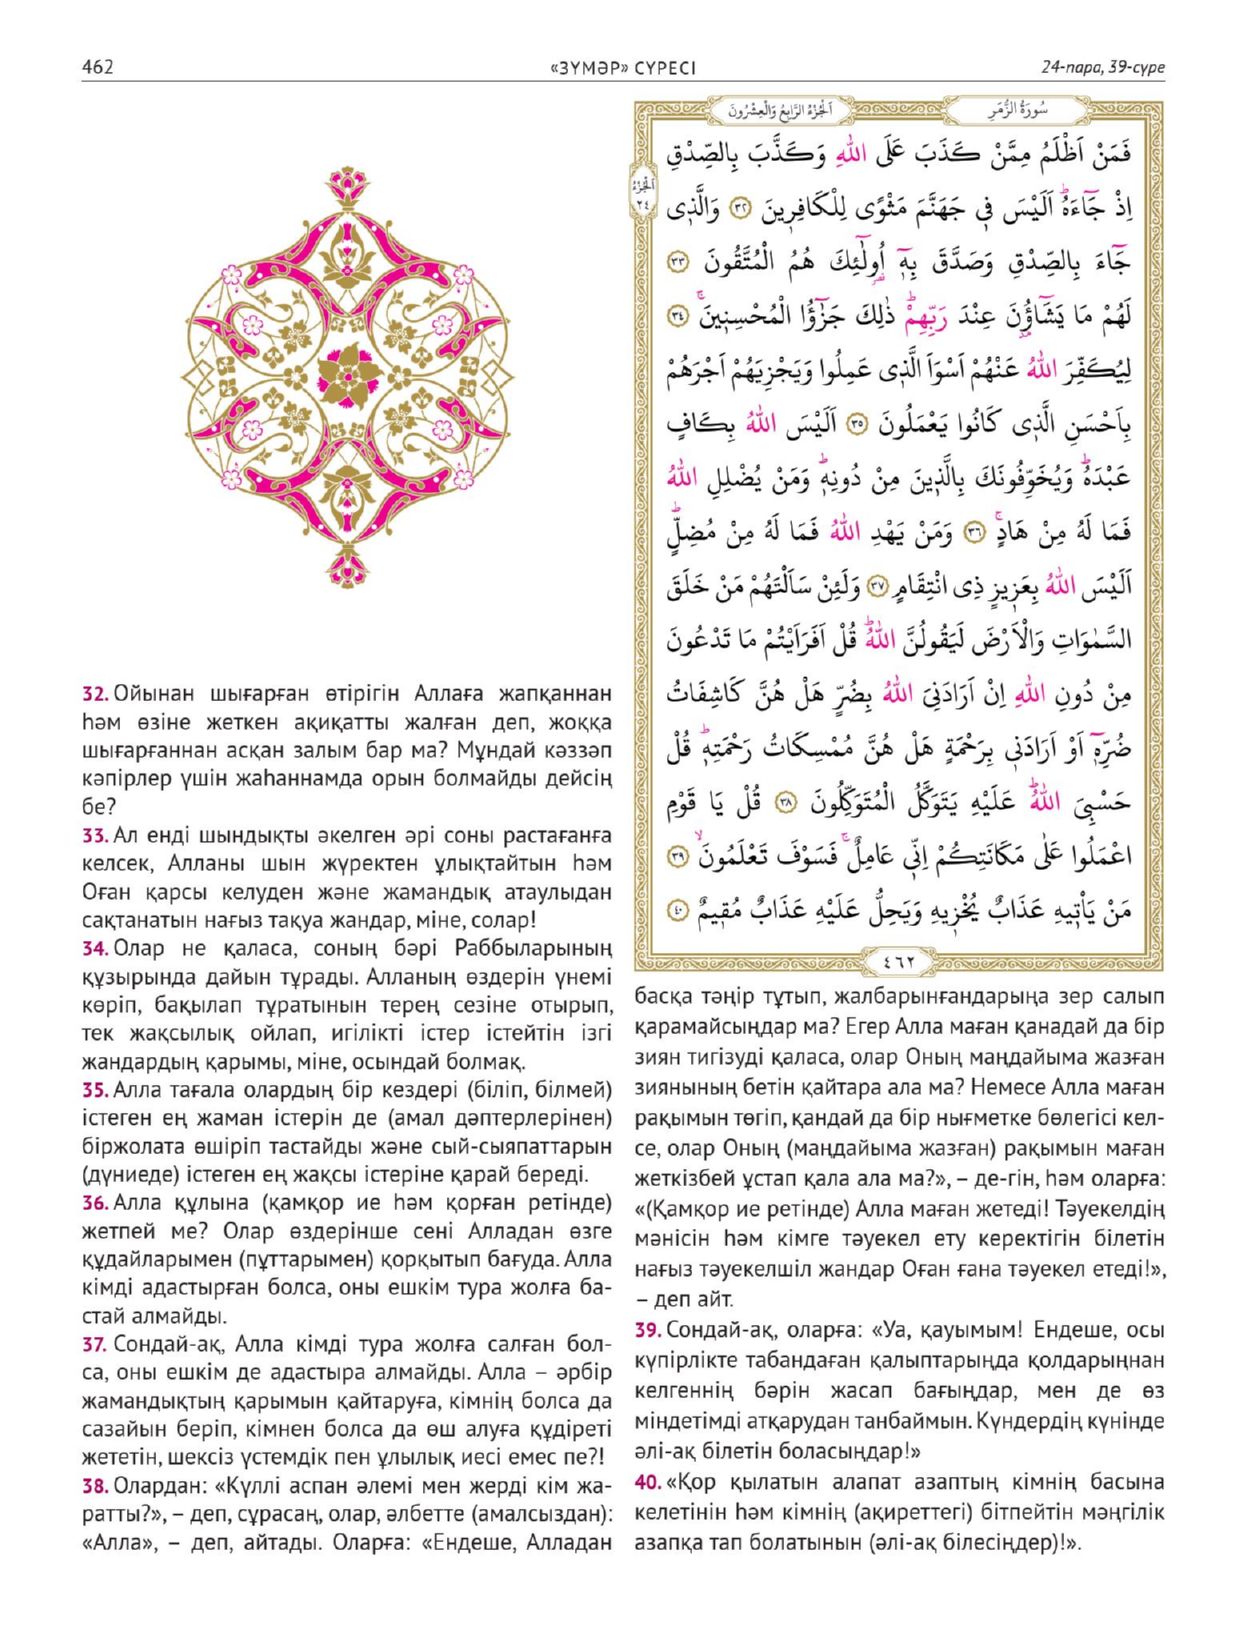 462
«ЗҮМӘР» СҮРЕСІ
24-пара, 39-сүре
اَلْجُزْءُ الرَّابِعُ وَالْعِشْرُونَ
سُورَةُ الزُّمَرِ
فَمَنْ اَظْلَمُ مِمَّنْ كَذَبَ عَلَى اللّٰهِ وَكَذَّبَ بِالصِّدْقِ
اَلْجُزْءُ
٢٤
اِذْ جَٓاءَهُۜ اَلَيْسَ ف۪ي جَهَنَّمَ مَثْوًى لِلْكَافِر۪ينَ ٣٢ وَالَّذ۪ي
جَٓاءَ بِالصِّدْقِ وَصَدَّقَ بِه۪ٓ اُو۬لٰٓئِكَ هُمُ الْمُتَّقُونَ ٣٣
لَهُمْ مَا يَشَٓاؤُ۫نَ عِنْدَ رَبِّهِمْۜ ذٰلِكَ جَزٰٓؤُا الْمُحْسِن۪ينَۚ ٣٤
لِيُكَفِّرَ اللّٰهُ عَنْهُمْ اَسْوَاَ الَّذ۪ي عَمِلُوا وَيَجْزِيَهُمْ اَجْرَهُمْ
بِاَحْسَنِ الَّذ۪ي كَانُوا يَعْمَلُونَ ٣٥ اَلَيْسَ اللّٰهُ بِكَافٍ
عَبْدَهُۜ وَيُخَوِّفُونَكَ بِالَّذ۪ينَ مِنْ دُونِه۪ۜ وَمَنْ يُضْلِلِ اللّٰهُ
فَمَا لَهُ مِنْ هَادٍۚ ٣٦ وَمَنْ يَهْدِ اللّٰهُ فَمَا لَهُ مِنْ مُضِلٍّۜ
اَلَيْسَ اللّٰهُ بِعَز۪يزٍ ذِي انْتِقَامٍ ٣٧ وَلَئِنْ سَاَلْتَهُمْ مَنْ خَلَقَ
السَّمٰوَاتِ وَالْاَرْضَ لَيَقُولُنَّ اللّٰهُۜ قُلْ اَفَرَاَيْتُمْ مَا تَدْعُونَ
مِنْ دُونِ اللّٰهِ اِنْ اَرَادَنِيَ اللّٰهُ بِضُرٍّ هَلْ هُنَّ كَاشِفَاتُ
ضُرِّه۪ٓ اَوْ اَرَادَن۪ي بِرَحْمَةٍ هَلْ هُنَّ مُمْسِكَاتُ رَحْمَتِه۪ۜ قُلْ
حَسْبِيَ اللّٰهُۜ عَلَيْهِ يَتَوَكَّلُ الْمُتَوَكِّلُونَ ٣٨ قُلْ يَا قَوْمِ
اعْمَلُوا عَلٰى مَكَانَتِكُمْ اِنّ۪ي عَامِلٌۚ فَسَوْفَ تَعْلَمُونَۙ ٣٩
مَنْ يَأْت۪يهِ عَذَابٌ يُخْز۪يهِ وَيَحِلُّ عَلَيْهِ عَذَابٌ مُق۪يمٌ ٤٠
٤٦٢
32. Ойынан шығарған өтірігін Аллаға жапқаннан
һәм өзіне жеткен ақиқатты жалған деп, жоққа
шығарғаннан асқан залым бар ма? Мұндай кәззәп
кәпірлер үшін жаһаннамда орын болмайды дейсің
бе?
33. Ал енді шындықты әкелген әрі соны растағанға
келсек, Алланы шын жүректен ұлықтайтын һәм
Оған қарсы келуден және жамандық атаулыдан
сақтанатын нағыз тақуа жандар, міне, солар!
34. Олар не қаласа, соның бәрі Раббыларының
құзырында дайын тұрады. Алланың өздерін үнемі
көріп, бақылап тұратынын терең сезіне отырып,
тек жақсылық ойлап, игілікті істер істейтін ізгі
жандардың қарымы, міне, осындай болмақ.
35. Алла тағала олардың бір кездері (біліп, білмей)
істеген ең жаман істерін де (амал дәптерлерінен)
біржолата өшіріп тастайды және сый-сыяпаттарын
(дүниеде) істеген ең жақсы істеріне қарай береді.
36. Алла құлына (қамқор ие һәм қорған ретінде)
жетпей ме? Олар өздерінше сені Алладан өзге
құдайларымен (пұттарымен) қорқытып бағуда. Алла
кімді адастырған болса, оны ешкім тура жолға ба-
стай алмайды.
37. Сондай-ақ, Алла кімді тура жолға салған бол-
са, оны ешкім де адастыра алмайды. Алла – әрбір
жамандықтың қарымын қайтаруға, кімнің болса да
сазайын беріп, кімнен болса да өш алуға құдіреті
жететін, шексіз үстемдік пен ұлылық иесі емес пе?!
38. Олардан: «Күллі аспан әлемі мен жерді кім жа-
ратты?», – деп, сұрасаң, олар, әлбетте (амалсыздан):
«Алла», – деп, айтады. Оларға: «Ендеше, Алладан
басқа тәңір тұтып, жалбарынғандарыңа зер салып
қарамайсыңдар ма? Егер Алла маған қанадай да бір
зиян тигізуді қаласа, олар Оның маңдайыма жазған
зиянының бетін қайтара ала ма? Немесе Алла маған
рақымын төгіп, қандай да бір нығметке бөлегісі кел-
се, олар Оның (маңдайыма жазған) рақымын маған
жеткізбей ұстап қала ала ма?», – де-гін, һәм оларға:
«(Қамқор ие ретінде) Алла маған жетеді! Тәуекелдің
мәнісін һәм кімге тәуекел ету керектігін білетін
нағыз тәуекелшіл жандар Оған ғана тәуекел етеді!»,
– деп айт.
39. Сондай-ақ, оларға: «Уа, қауымым! Ендеше, осы
күпірлікте табандаған қалыптарыңда қолдарыңнан
келгеннің бәрін жасап бағыңдар, мен де өз
міндетімді атқарудан танбаймын. Күндердің күнінде
әлі-ақ білетін боласыңдар!»
40. «Қор қылатын алапат азаптың кімнің басына
келетінін һәм кімнің (ақиреттегі) бітпейтін мәңгілік
азапқа тап болатынын (әлі-ақ білесіңдер)!».